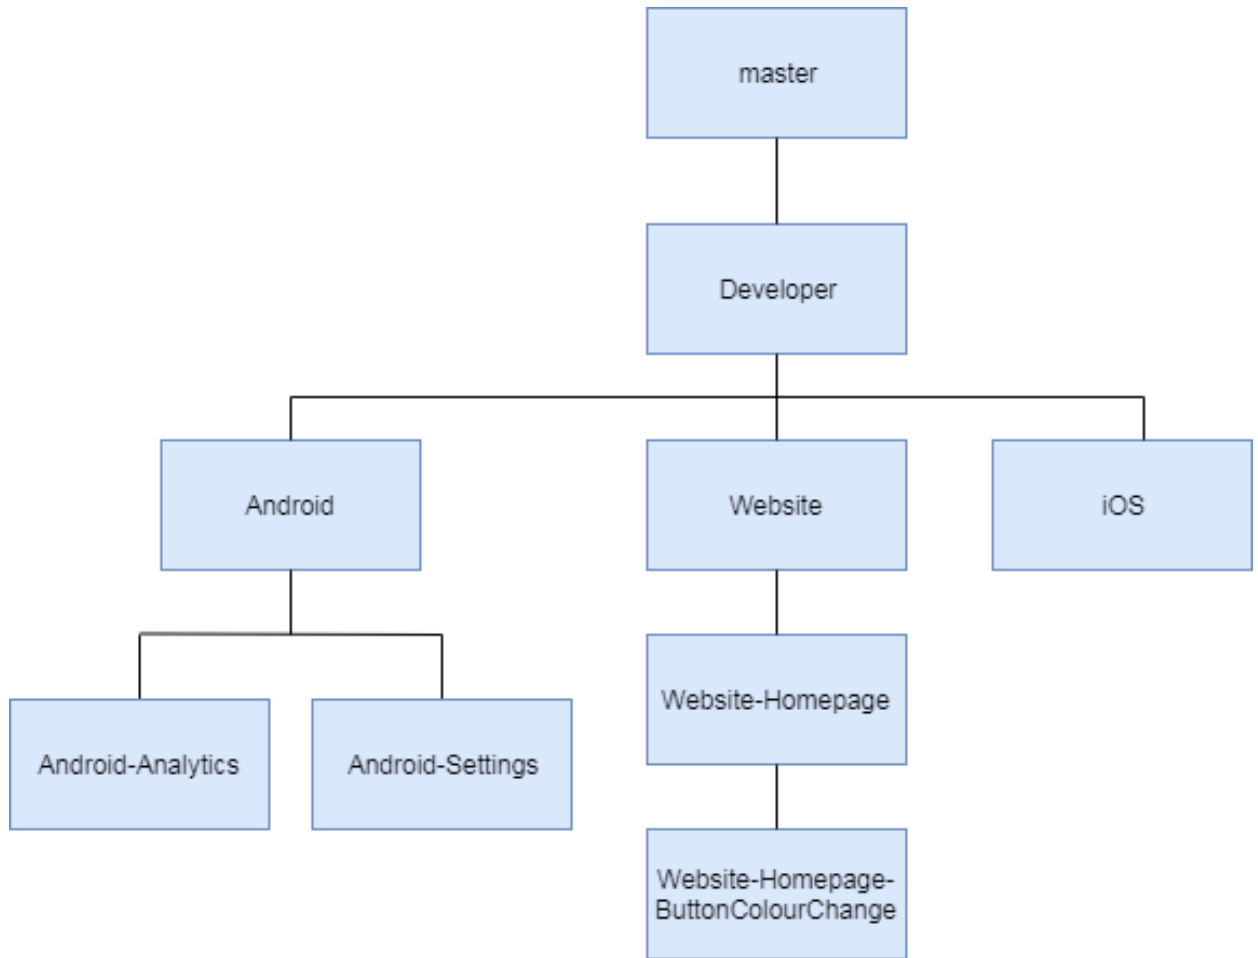 master
Developer
Android
Website
iOS
Website-Homepage
Android-Analytics
Android-Settings
Website-Homepage-
ButtonColourChange